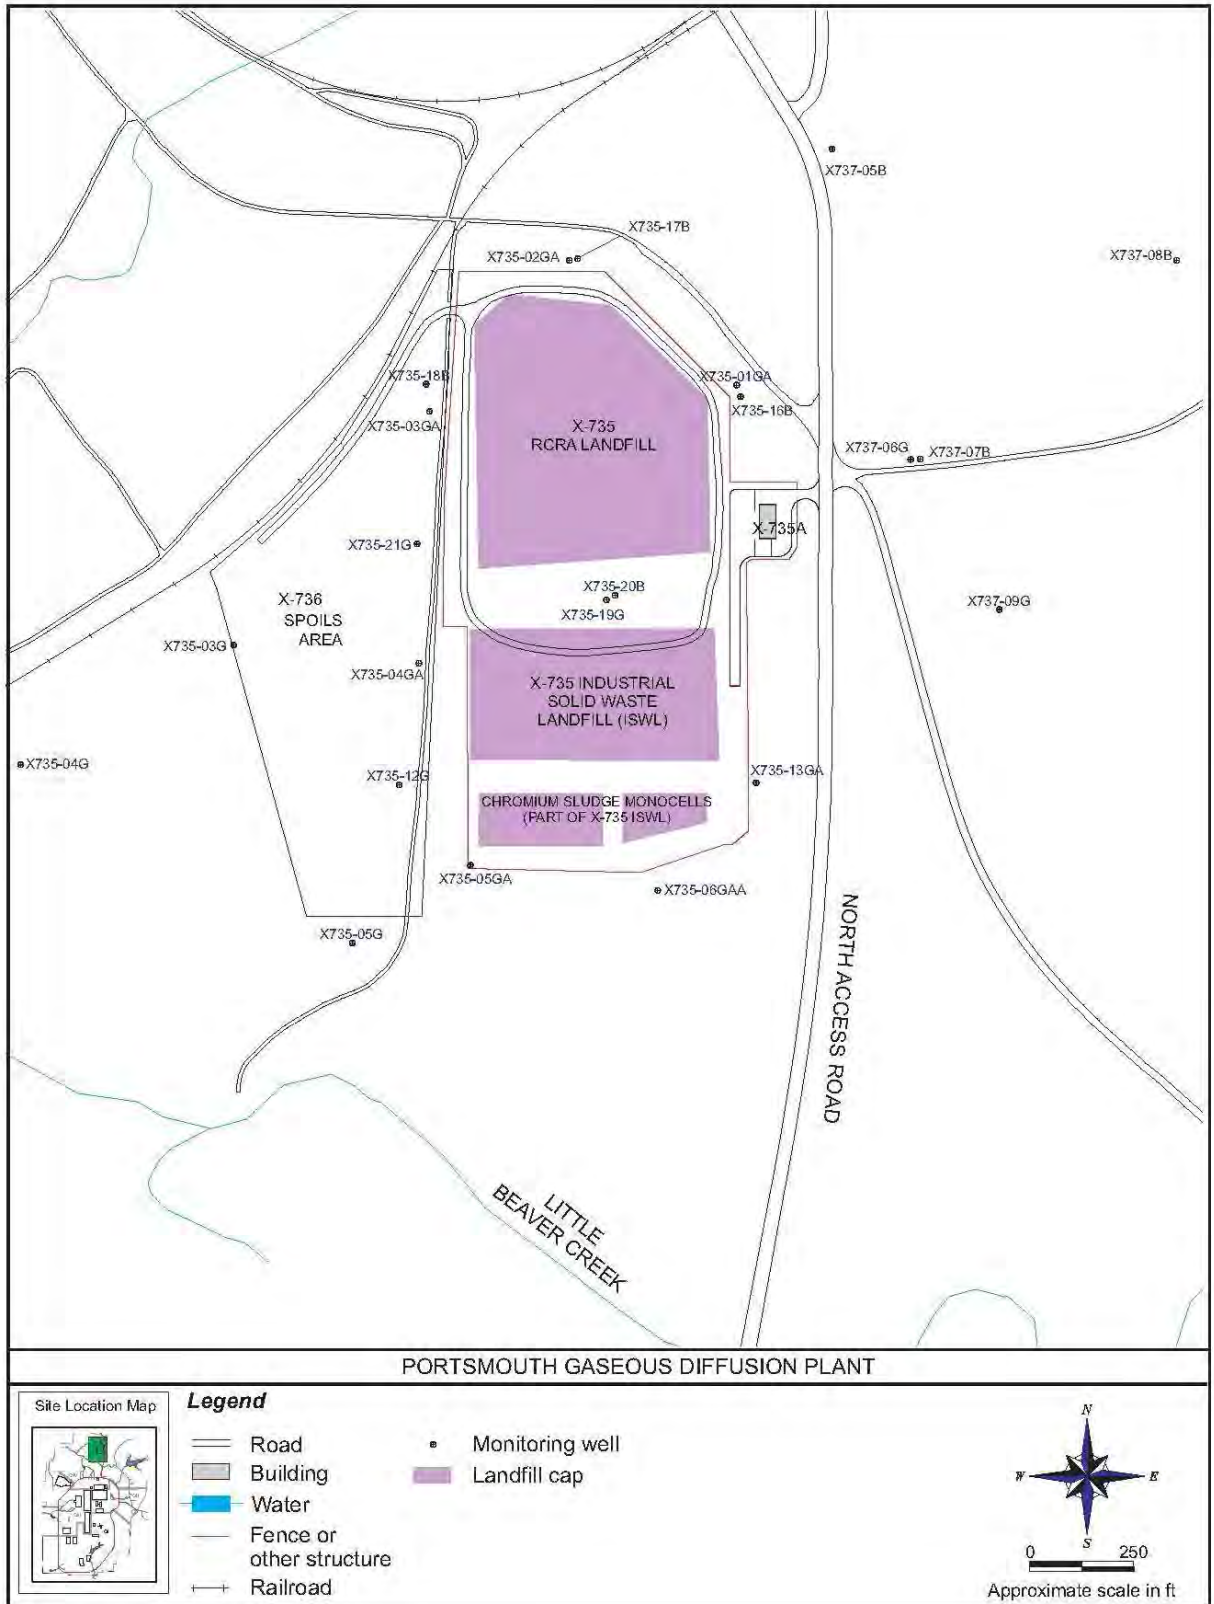 X737-05B
X735-17B
X735-02GA
X737-08B
X735-18B
X735-01GA
X735-16B
X735-03GA
X-735
RCRA LANDFILL
X737-06G
X737-07B
X-735A
X735-21G
X735-20B
X735-19G
X-736
SPOILS
AREA
X737-09G
X735-03G
X735-04GA
X-735 INDUSTRIAL
SOLID WASTE
LANDFILL (ISWL)
X735-04G
X735-12G
X735-13GA
CHROMIUM SLUDGE MONOCELLS
(PART OF X-735 ISWL)
X735-05GA
X735-06GAA
X735-05G
NORTH ACCESS ROAD
LITTLE
BEAVER CREEK
PORTSMOUTH GASEOUS DIFFUSION PLANT
Site Location Map
Legend
Road
Building
Water
Fence or
other structure
Railroad
Monitoring well
Landfill cap
N
W E
S
0 250
Approximate scale in ft